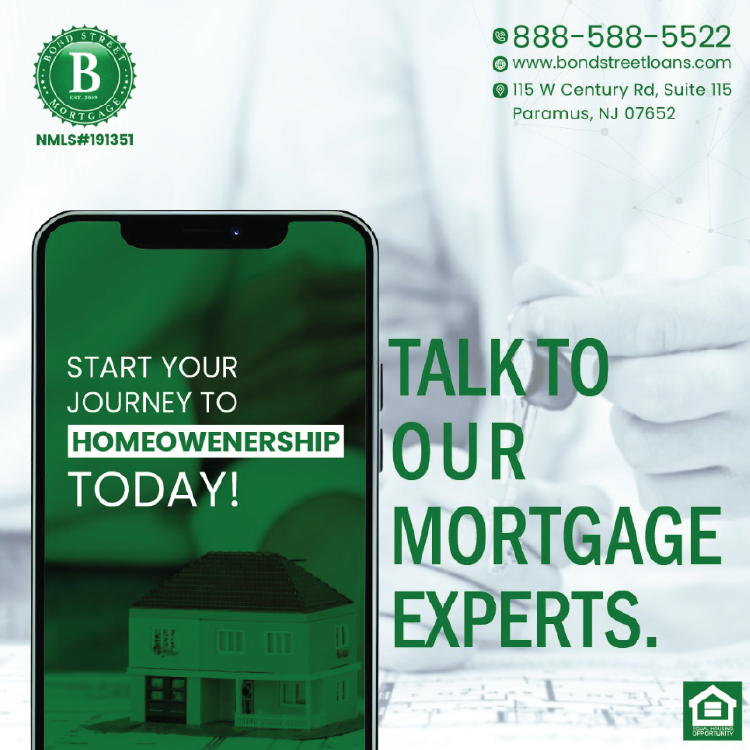 BOND STREET
B
EST. 2009
MORTGAGE
NMLS#191351
888-588-5522
www.bondstreetloans.com
115 W Century Rd, Suite 115
Paramus, NJ 07652
START YOUR
JOURNEY TO
HOMEOWENERSHIP
TODAY!
TALK TO
OUR
MORTGAGE
EXPERTS.
EQUAL HOUSING
OPPORTUNITY